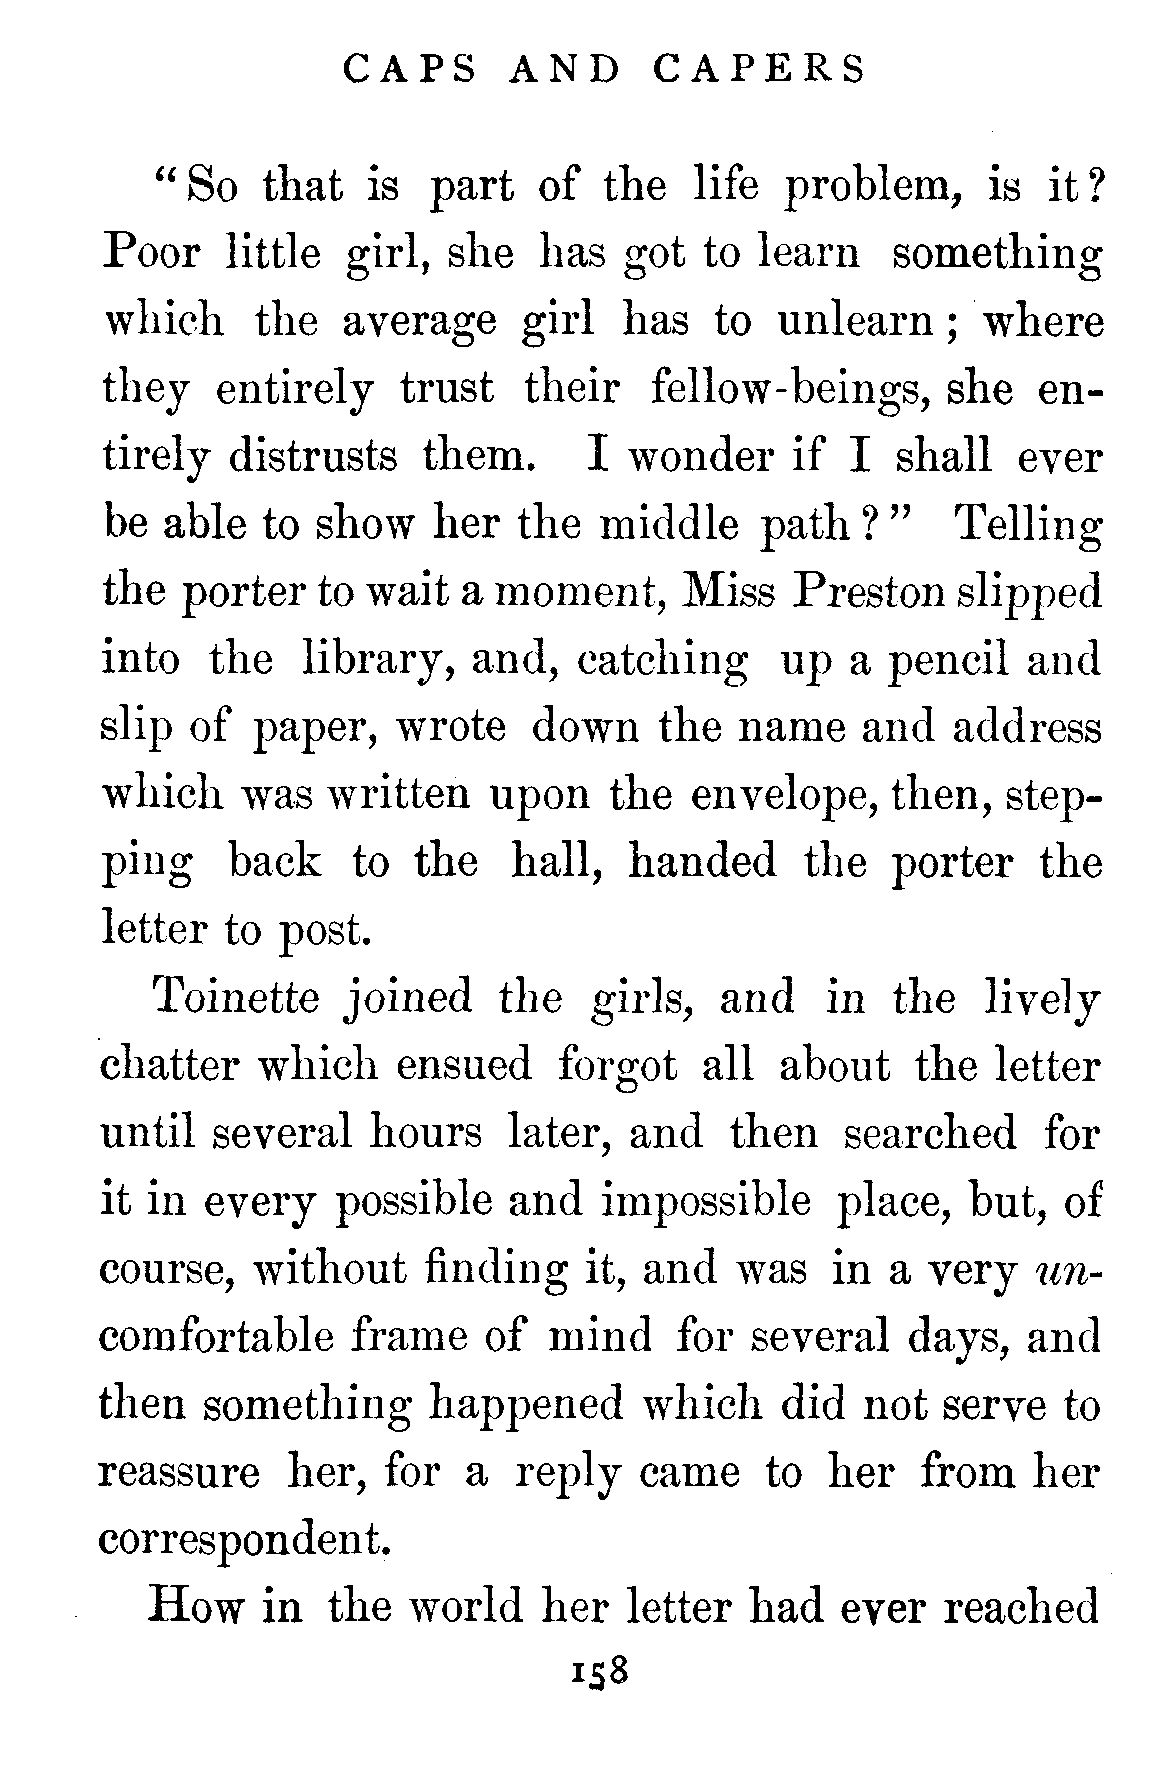 CAPS AND CAPERS
“So that is part of the life problem, is it?
Poor little girl, she has got to learn something
which the average girl has to unlearn; where
they entirely trust their fellow-beings, she en-
tirely distrusts them. I wonder if I shall ever
be able to show her the middle path?” Telling
the porter to wait a moment, Miss Preston slipped
into the library, and, catching up a pencil and
slip of paper, wrote down the name and address
which was written upon the envelope, then, step-
ping back to the hall, handed the porter the
letter to post.
Toinette joined the girls, and in the lively
chatter which ensued forgot all about the letter
until several hours later, and then searched for
it in every possible and impossible place, but, of
course, without finding it, and was in a very un-
comfortable frame of mind for several days, and
then something happened which did not serve to
reassure her, for a reply came to her from her
correspondent.
How in the world her letter had ever reached
158